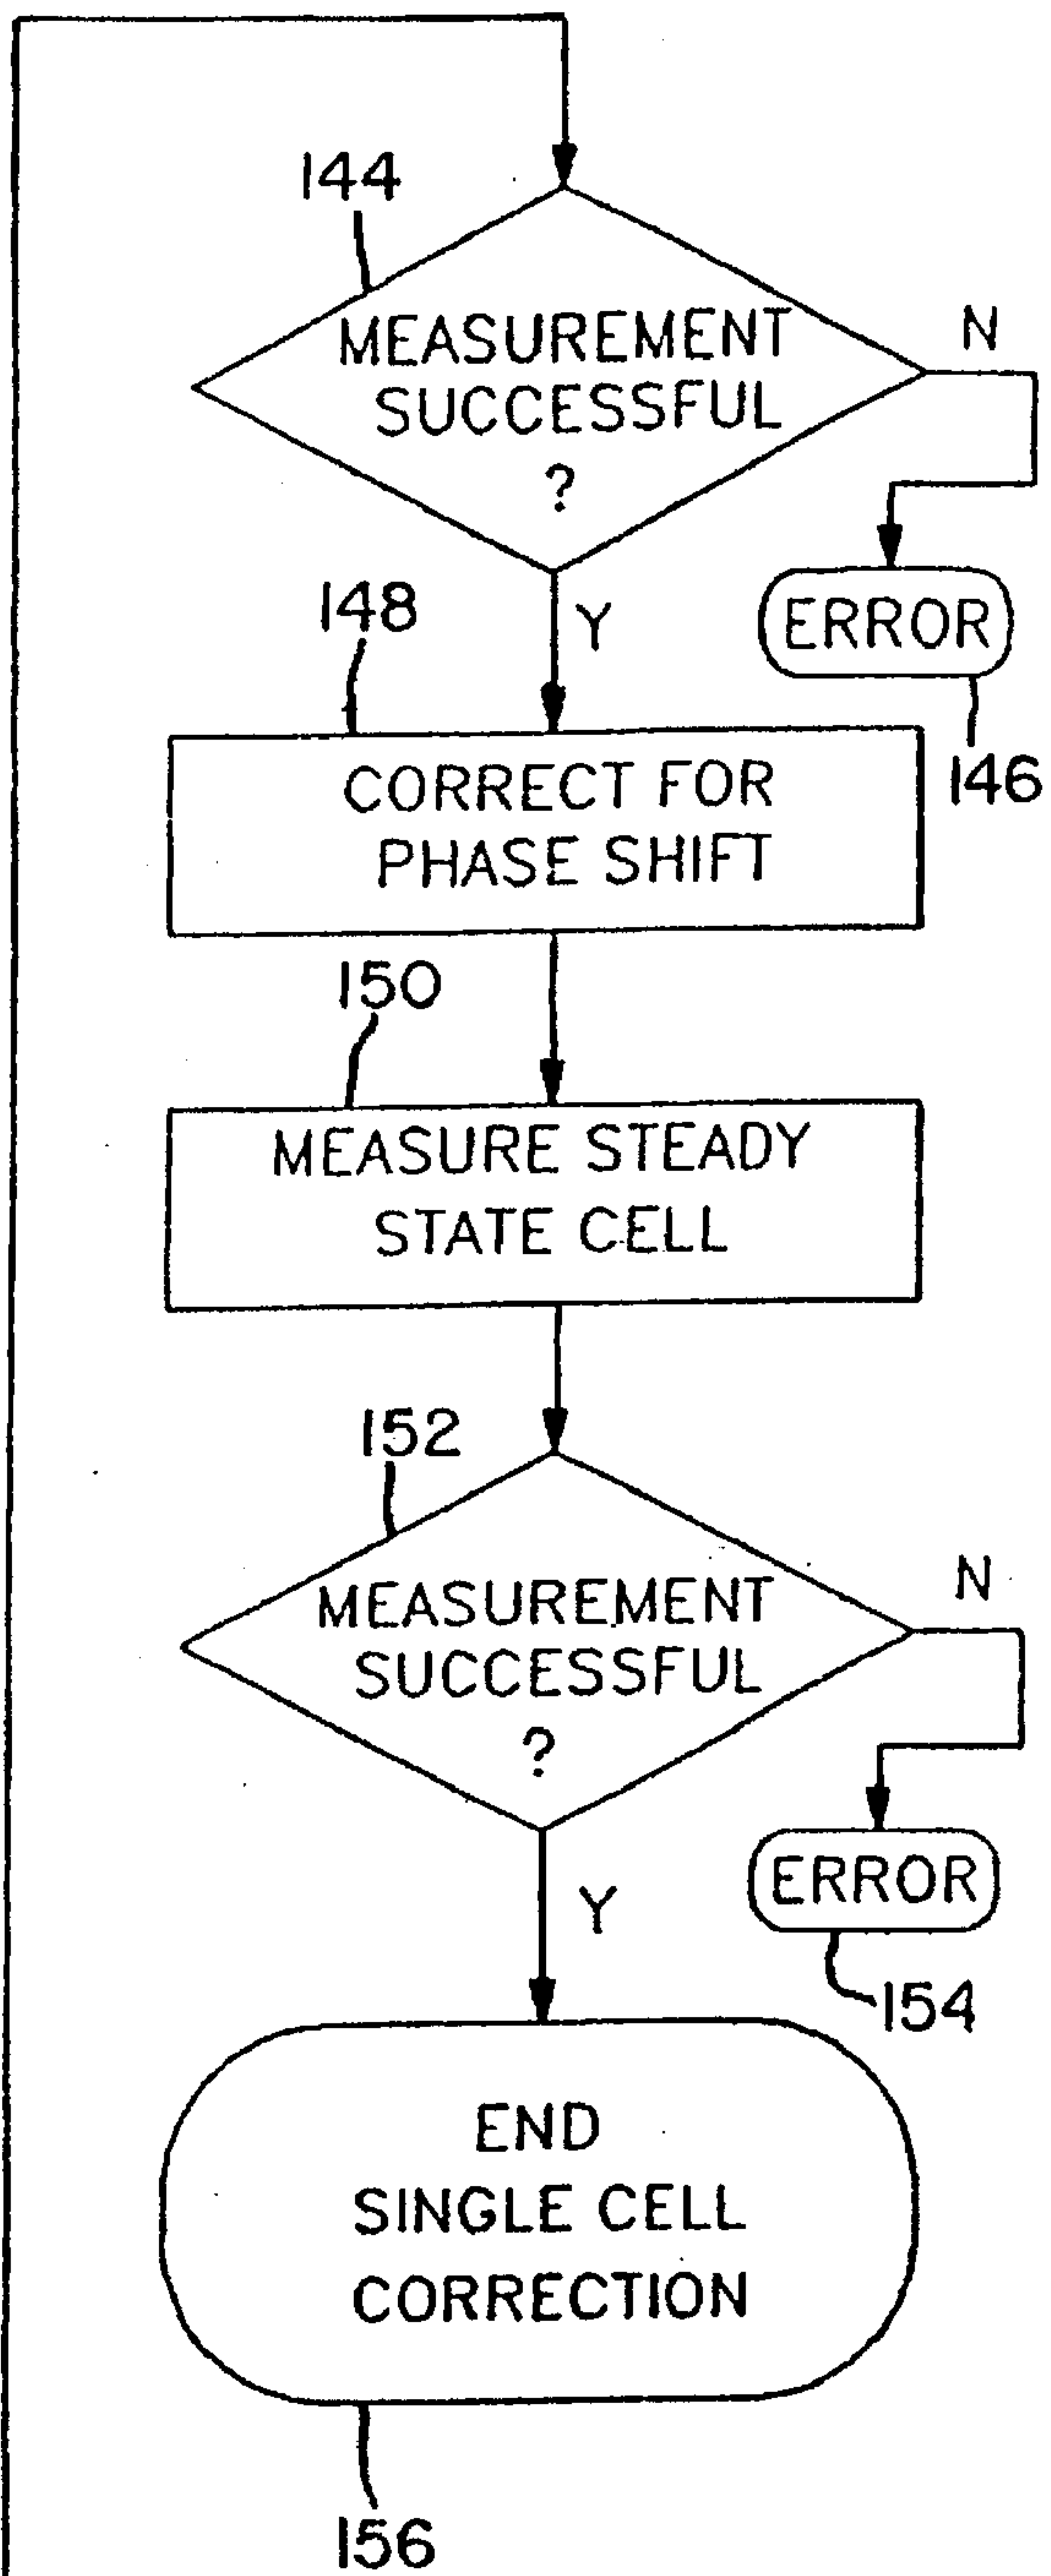 144
MEASUREMENT
SUCCESSFUL
?
N
ERROR
146
Y
148
CORRECT FOR
PHASE SHIFT
150
MEASURE STEADY
STATE CELL
152
MEASUREMENT
SUCCESSFUL
?
N
ERROR
154
Y
END
SINGLE CELL
CORRECTION
156